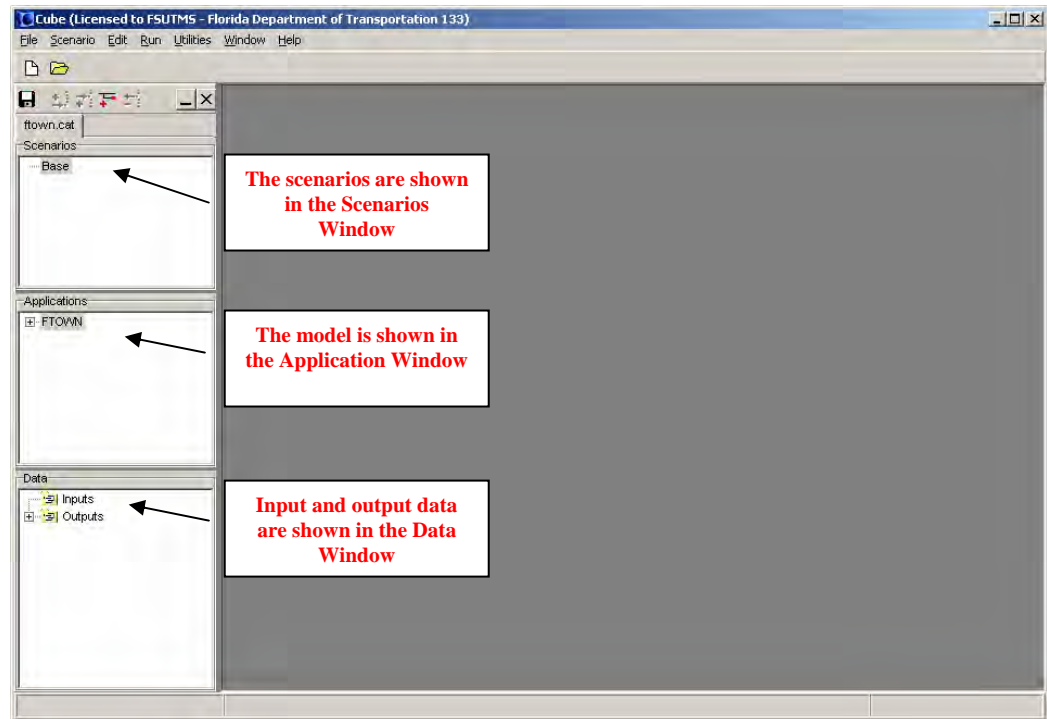 Cube (Licensed to FSUTMS - Florida Department of Transportation 133)
File Scenario Edit Run Utilities Window Help
ftown.cat
Scenarios
Base
The scenarios are shown
in the Scenarios
Window
Applications
FTOWN
The model is shown in
the Application Window
Data
Inputs
Outputs
Input and output data
are shown in the Data
Window